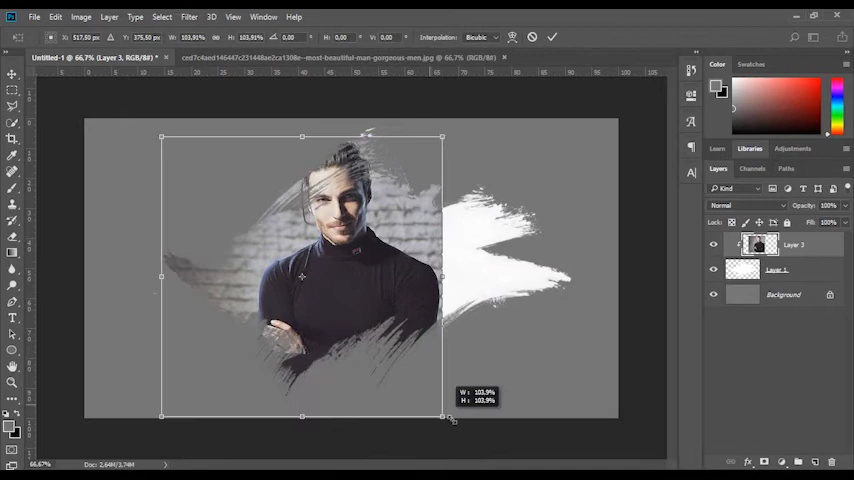 Ps File Edit Image Layer Type Select Filter 3D View Window Help
X: 517,50 px Y: 375,50 px W: 103,91% H: 103,91% 0,00 ° H: 0,00 ° V: 0,00 ° Interpolation: Bicubic
Untitled-1 @ 66,7% (Layer 3, RGB/8#) * × ced7c4aed146447c231d2d0e623c06e8--most-beautiful-man-gorgeous-men.jpg @ 66,7% (RGB/8#) ×
Color Swatches
Learn Libraries Adjustments
Layers Channels Paths
Kind
Normal Opacity: 100%
Lock: Fill: 100%
Layer 3
Layer 1
Background
W: 103,9%
H: 103,9%
66,67% Doc: 2,64M/3,74M